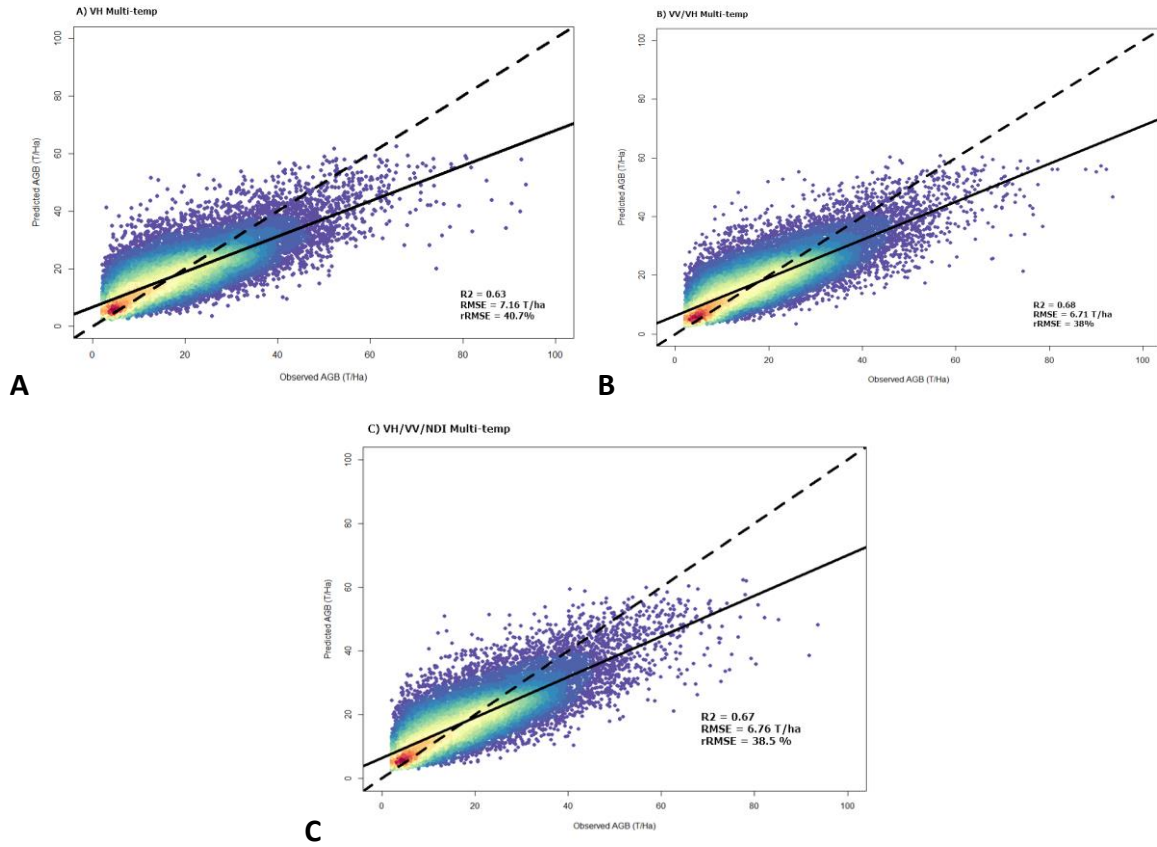 A) VH Multi-temp
100
80
60
40
20
0
Predicted AGB (T/Ha)
R2 = 0.63
RMSE = 7.16 T/ha
rRMSE = 40.7%
0 20 40 60 80 100
Observed AGB (T/Ha)
A
B) VV/VH Multi-temp
100
80
60
40
20
0
Predicted AGB (T/Ha)
R2 = 0.68
RMSE = 6.71 T/ha
rRMSE = 38%
0 20 40 60 80 100
Observed AGB (T/Ha)
B
C) VH/VV/NDI Multi-temp
100
80
60
40
20
0
Predicted AGB (T/Ha)
R2 = 0.67
RMSE = 6.76 T/ha
rRMSE = 38.5 %
0 20 40 60 80 100
Observed AGB (T/Ha)
C